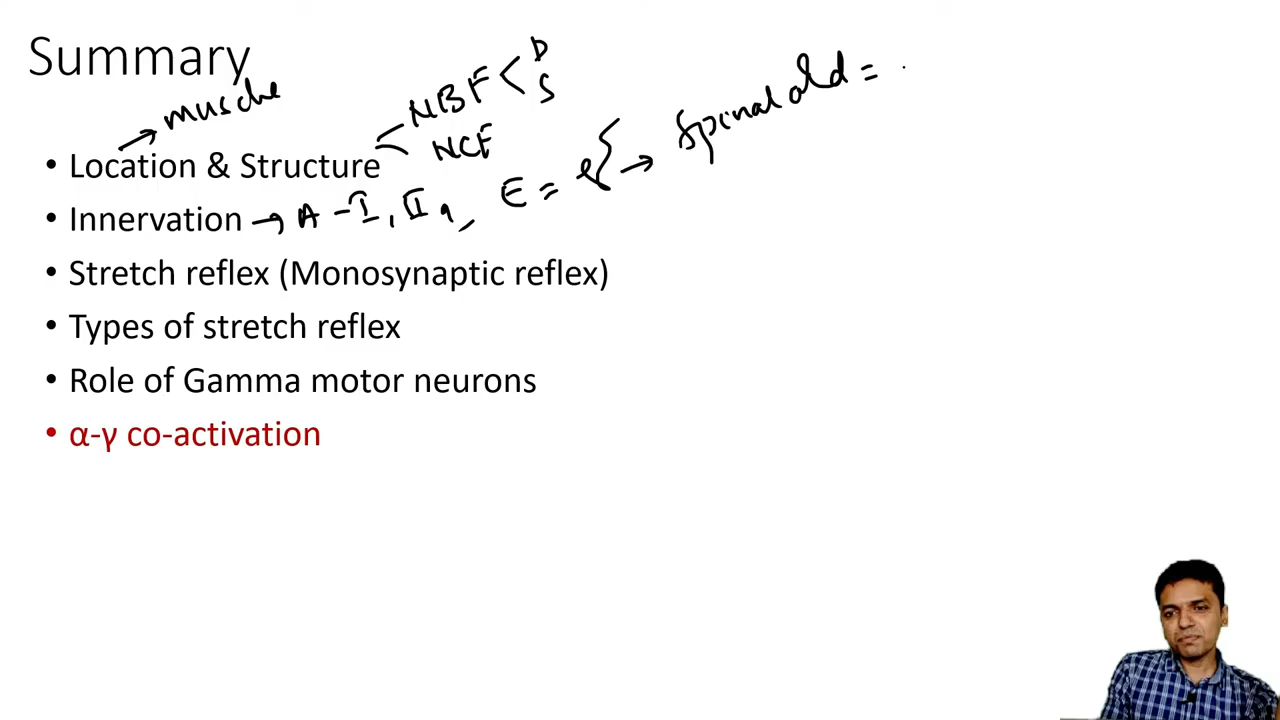 Summary
muscle
NBF < D
S
NCF
• Location & Structure
• Innervation → A - I, II, E = γ { → Spinal
• Stretch reflex (Monosynaptic reflex)
• Types of stretch reflex
• Role of Gamma motor neurons
• α-γ co-activation